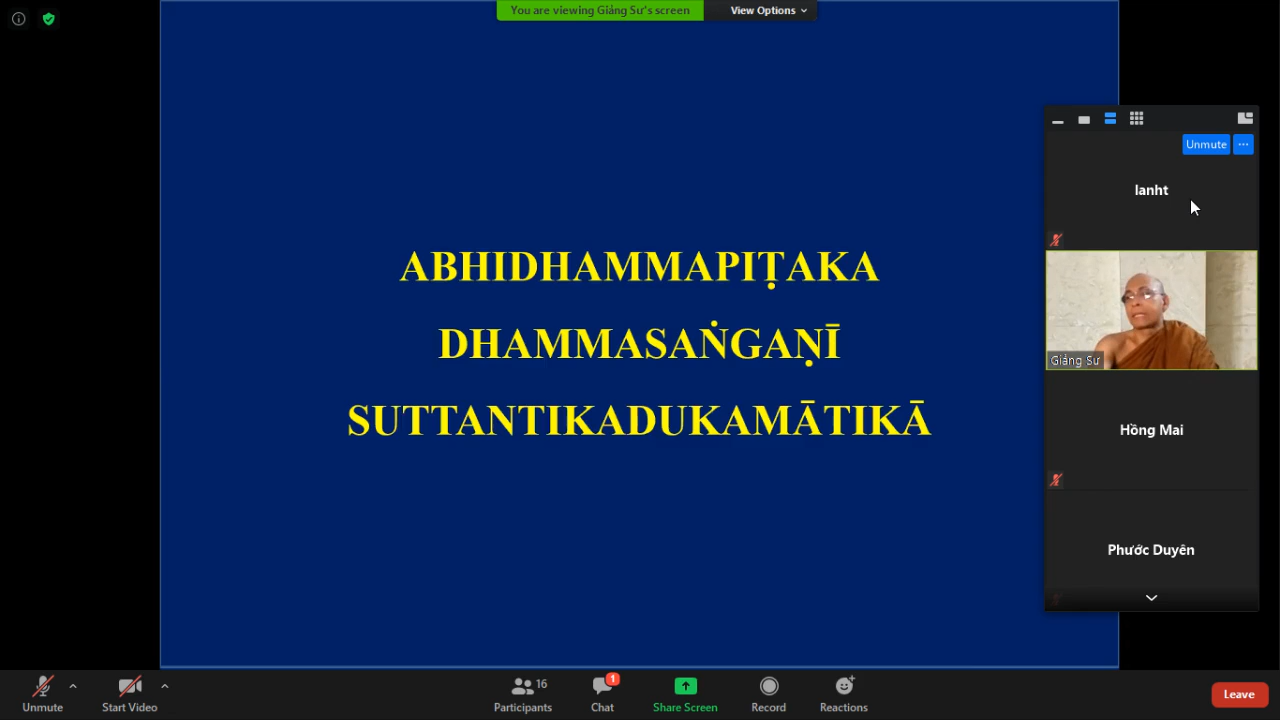 You are viewing Giảng Sư's screen
View Options
Unmute
lanht
ABHIDHAMMAPIṬAKA
DHAMMASAṄGAṆĪ
SUTTANTIKADUKAMĀTIKĀ
Giảng Sư
Hồng Mai
Phước Duyên
Unmute
Start Video
Participants
16
Chat
1
Share Screen
Record
Reactions
Leave